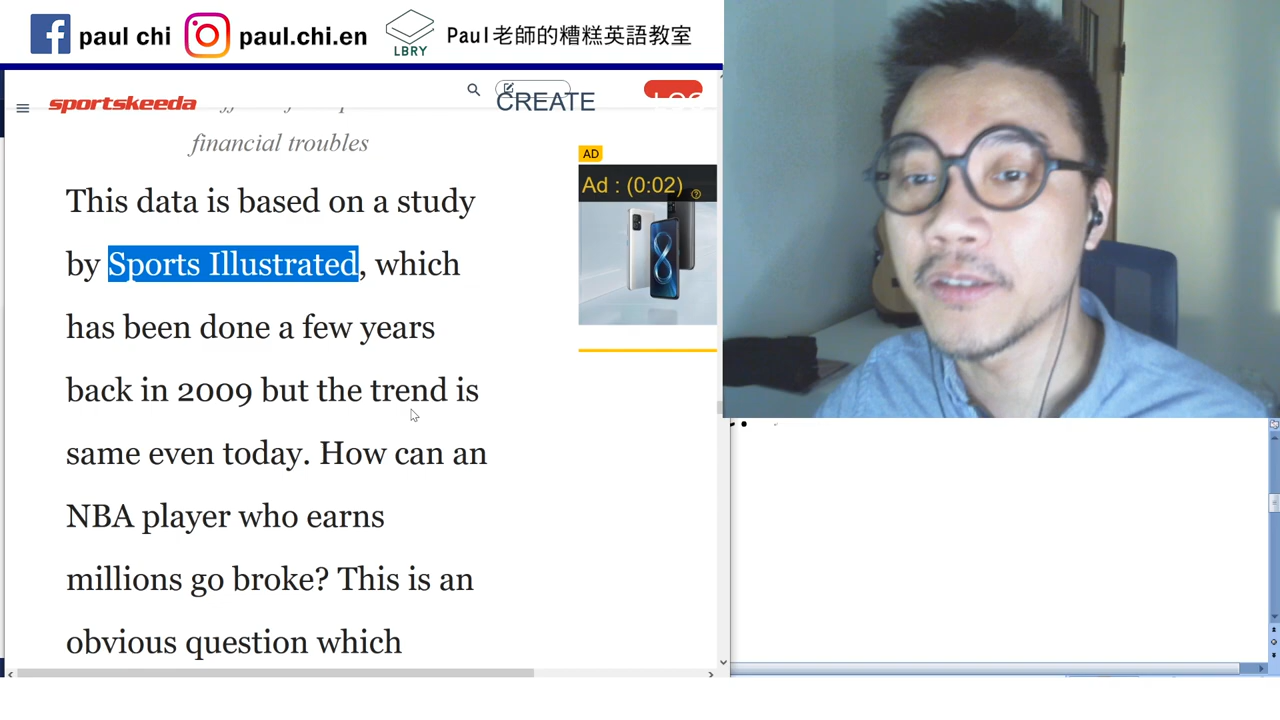 paul chi
paul.chi.en
LBRY
Paul老師的糟糕英語教室
sportskeeda
CREATE
financial troubles
AD
Ad : (0:02)
This data is based on a study
by Sports Illustrated, which
has been done a few years
back in 2009 but the trend is
same even today. How can an
NBA player who earns
millions go broke? This is an
obvious question which